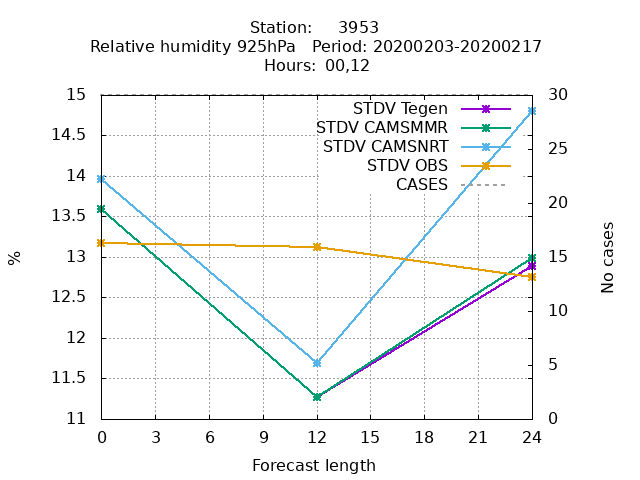 Station: 3953
Relative humidity 925hPa Period: 20200203-20200217
Hours: 00,12
15 30
STDV Tegen
STDV CAMSMMR
14.5
STDV CAMSNRT
25
STDV OBS
14
CASES
20
13.5
%
13 15
No cases
12.5
10
12
5
11.5
11 0
0 3 6 9 12 15 18 21 24
Forecast length